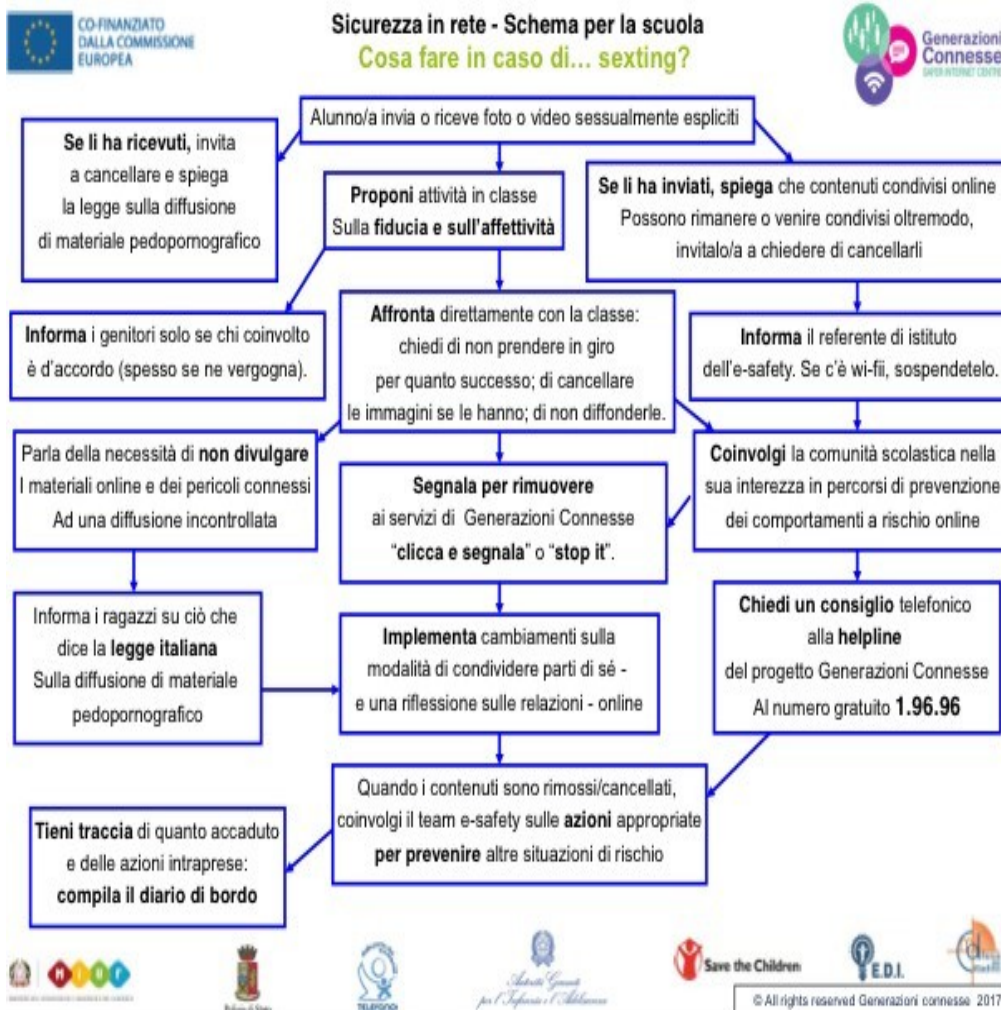 CO-FINANZIATO
DALLA COMMISSIONE
EUROPEA
Sicurezza in rete - Schema per la scuola
Cosa fare in caso di... sexting?
Generazioni
Connesse
SAFER INTERNET CENTRE
Alunno/a invia o riceve foto o video sessualmente espliciti
Se li ha ricevuti, invita
a cancellare e spiega
la legge sulla diffusione
di materiale pedopornografico
Proponi attività in classe
Sulla fiducia e sull'affettività
Se li ha inviati, spiega che contenuti condivisi online
Possono rimanere o venire condivisi oltremodo,
invitalo/a a chiedere di cancellarli
Informa i genitori solo se chi coinvolto
è d'accordo (spesso se ne vergogna).
Affronta direttamente con la classe:
chiedi di non prendere in giro
per quanto successo; di cancellare
le immagini se le hanno; di non diffonderle.
Informa il referente di istituto
dell'e-safety. Se c'è wi-fii, sospendetelo.
Parla della necessità di non divulgare
I materiali online e dei pericoli connessi
Ad una diffusione incontrollata
Segnala per rimuovere
ai servizi di Generazioni Connesse
"clicca e segnala" o "stop it".
Coinvolgi la comunità scolastica nella
sua interezza in percorsi di prevenzione
dei comportamenti a rischio online
Informa i ragazzi su ciò che
dice la legge italiana
Sulla diffusione di materiale
pedopornografico
Implementa cambiamenti sulla
modalità di condividere parti di sé -
e una riflessione sulle relazioni - online
Chiedi un consiglio telefonico
alla helpline
del progetto Generazioni Connesse
Al numero gratuito 1.96.96
Quando i contenuti sono rimossi/cancellati,
coinvolgi il team e-safety sulle azioni appropriate
per prevenire altre situazioni di rischio
Tieni traccia di quanto accaduto
e delle azioni intraprese:
compila il diario di bordo
Polizia di Stato
Autorità Garante
per l'Infanzia e l'Adolescenza
Save the Children
E.D.I.
© All rights reserved Generazioni connesse 2017